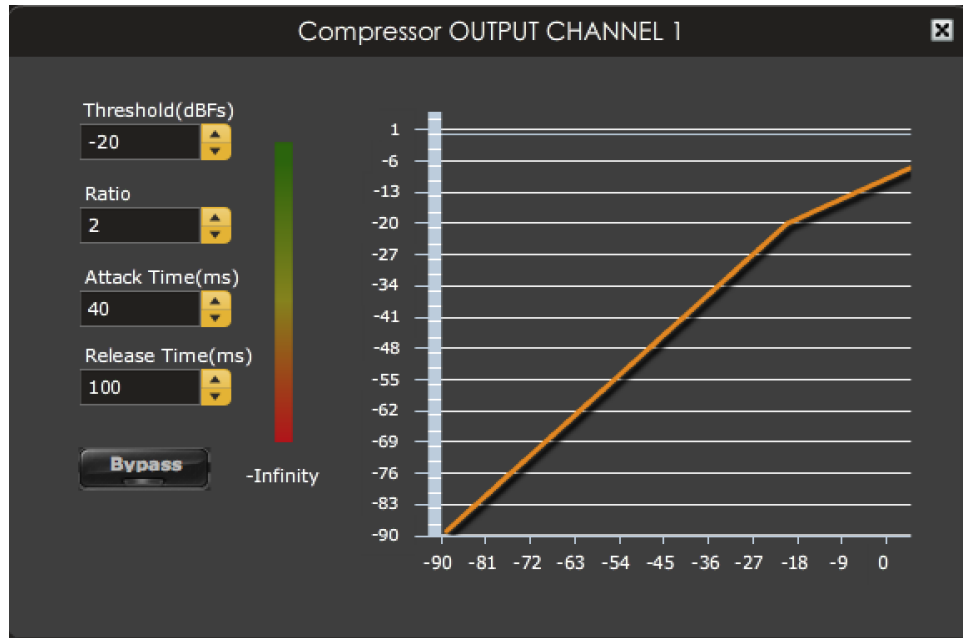 Compressor OUTPUT CHANNEL 1
Threshold(dBFs)
-20
Ratio
2
Attack Time(ms)
40
Release Time(ms)
100
Bypass
-Infinity
1
-6
-13
-20
-27
-34
-41
-48
-55
-62
-69
-76
-83
-90
-90 -81 -72 -63 -54 -45 -36 -27 -18 -9 0